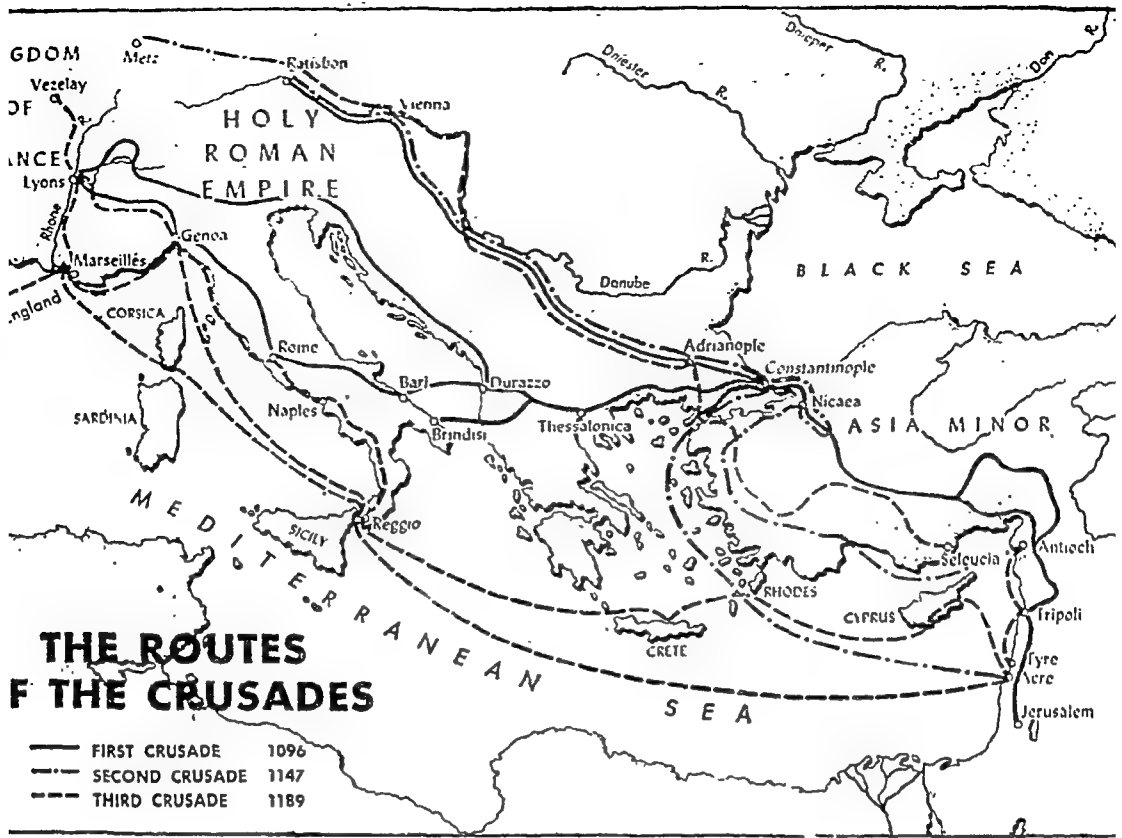 GDOM
OF
ANCE
Metz
Vezelay
Ratisbon
Vienna
Dniester
R.
Dnieper
R.
Don
R.
HOLY
ROMAN
EMPIRE
Lyons
Rhone
R.
Genoa
Marseillés
ngland
CORSICA
SARDINIA
Rome
Naples
Bari
Brindisi
Durazzo
Danube
R.
BLACK SEA
Adrianople
Constantinople
Nicaea
Thessalonica
ASIA MINOR
SICILY
Reggio
Seleucia
Antioch
RHODES
CYPRUS
Tripoli
CRETE
Tyre
Acre
Jerusalem
MEDITERRANEAN SEA
THE ROUTES
F THE CRUSADES
FIRST CRUSADE 1096
SECOND CRUSADE 1147
THIRD CRUSADE 1189